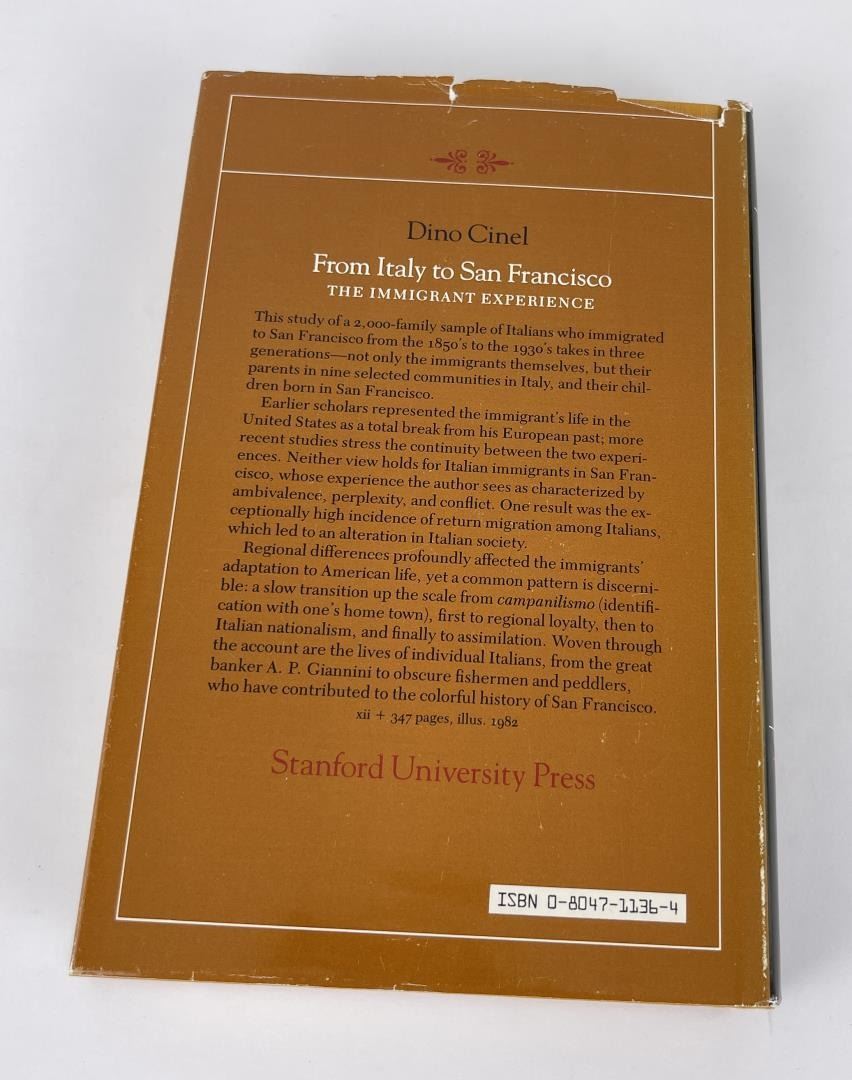 Dino Cinel
From Italy to San Francisco
THE IMMIGRANT EXPERIENCE
This study of a 2,000-family sample of Italians who immigrated
to San Francisco from the 1850's to the 1930's takes in three
generations—not only the immigrants themselves, but their
parents in nine selected communities in Italy, and their chil-
dren born in San Francisco.
Earlier scholars represented the immigrant's life in the
United States as a total break from his European past; more
recent studies stress the continuity between the two experi-
ences. Neither view holds for Italian immigrants in San Fran-
cisco, whose experience the author sees as characterized by
ambivalence, perplexity, and conflict. One result was the ex-
ceptionally high incidence of return migration among Italians,
which led to an alteration in Italian society.
Regional differences profoundly affected the immigrants'
adaptation to American life, yet a common pattern is discerni-
ble: a slow transition up the scale from campanilismo (identifi-
cation with one's home town), first to regional loyalty, then to
Italian nationalism, and finally to assimilation. Woven through
the account are the lives of individual Italians, from the great
banker A. P. Giannini to obscure fishermen and peddlers,
who have contributed to the colorful history of San Francisco.
xii + 347 pages, illus. 1982
Stanford University Press
ISBN 0-8047-1136-4